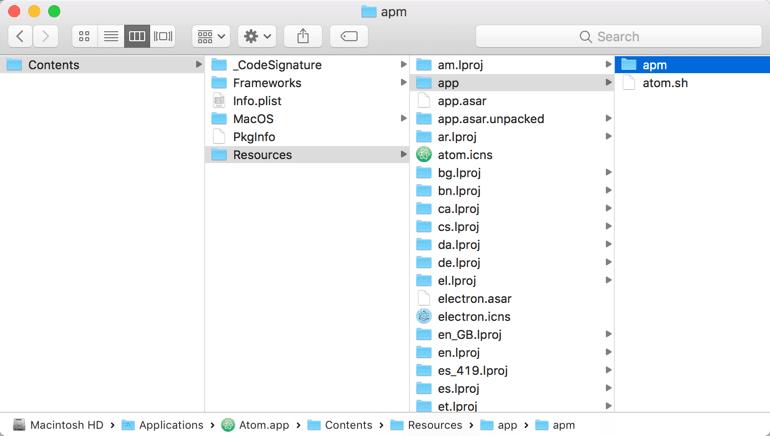 apm
Search
Contents
_CodeSignature
Frameworks
Info.plist
MacOS
PkgInfo
Resources
am.lproj
app
app.asar
app.asar.unpacked
ar.lproj
atom.icns
bg.lproj
bn.lproj
ca.lproj
cs.lproj
da.lproj
de.lproj
el.lproj
electron.asar
electron.icns
en_GB.lproj
en.lproj
es_419.lproj
es.lproj
et.lproj
apm
atom.sh
Macintosh HD › Applications › Atom.app › Contents › Resources › app › apm